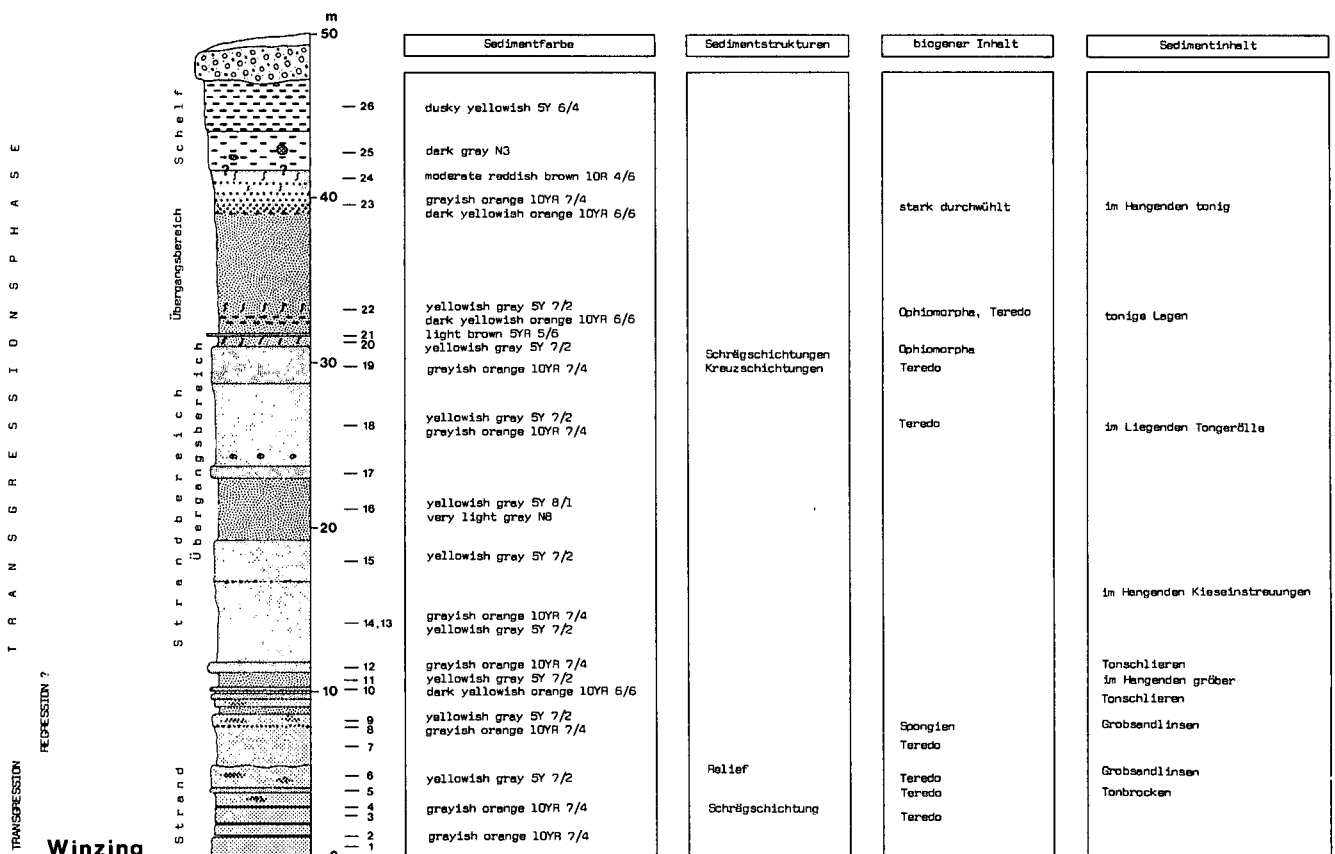 m
50
Sedimentfarbe
Sedimentstrukturen
biogener Inhalt
Sedimentinhalt
TRANSGRESSIONSPHASE
REGRESSION ?
TRANSGRESSION
Schelf
Übergangsbereich
Strandbereich
Übergangsbereich
Strand
26 dusky yellowish 5Y 6/4
25 dark gray N3
? ?
24 moderate reddish brown 10R 4/6
40
23 grayish orange 10YR 7/4
dark yellowish orange 10YR 6/6
stark durchwühlt
im Hangenden tonig
22 yellowish gray 5Y 7/2
dark yellowish orange 10YR 6/6
Ophiomorpha, Teredo
tonige Lagen
21 light brown 5YR 5/6
20 yellowish gray 5Y 7/2
Schrägschichtungen
Ophiomorpha
30
19 grayish orange 10YR 7/4
Kreuzschichtungen
Teredo
18 yellowish gray 5Y 7/2
grayish orange 10YR 7/4
Teredo
im Liegenden Tongerölle
17
16 yellowish gray 5Y 8/1
very light gray N8
20
15 yellowish gray 5Y 7/2
im Hangenden Kieseinstreuungen
14,13 grayish orange 10YR 7/4
yellowish gray 5Y 7/2
12 grayish orange 10YR 7/4
Tonschlieren
11 yellowish gray 5Y 7/2
im Hangenden gröber
10
10 dark yellowish orange 10YR 6/6
Tonschlieren
9 yellowish gray 5Y 7/2
8 grayish orange 10YR 7/4
Spongien
Grobsandlinsen
7
Teredo
6 yellowish gray 5Y 7/2
Relief
Teredo
Grobsandlinsen
5
Teredo
Tonbrocken
4 grayish orange 10YR 7/4
Schrägschichtung
3
Teredo
2 grayish orange 10YR 7/4
1
Winzing